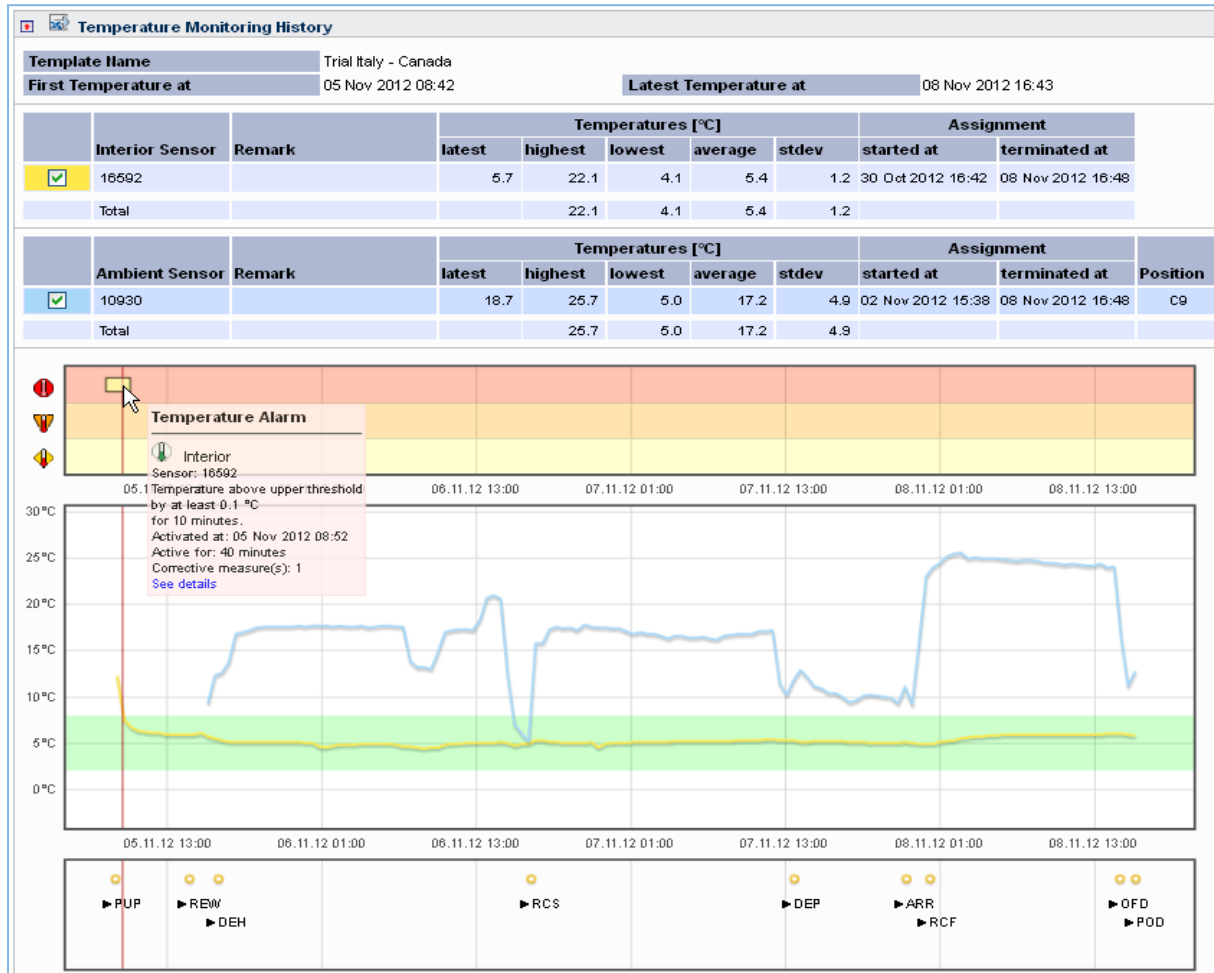 Temperature Monitoring History
Template Name Trial Italy - Canada
First Temperature at 05 Nov 2012 08:42 Latest Temperature at 08 Nov 2012 16:43
Temperatures [°C] Assignment
Interior Sensor Remark latest highest lowest average stdev started at terminated at
16592 5.7 22.1 4.1 5.4 1.2 30 Oct 2012 16:42 08 Nov 2012 16:48
Total 22.1 4.1 5.4 1.2
Temperatures [°C] Assignment
Ambient Sensor Remark latest highest lowest average stdev started at terminated at Position
10930 18.7 25.7 5.0 17.2 4.9 02 Nov 2012 15:38 08 Nov 2012 16:48 C9
Total 25.7 5.0 17.2 4.9
Temperature Alarm
Interior
Sensor: 16592
Temperature above upper threshold
by at least 0.1 °C
for 10 minutes.
Activated at: 05 Nov 2012 08:52
Active for: 40 minutes
Corrective measure(s): 1
See details
05.1 06.11.12 13:00 07.11.12 01:00 07.11.12 13:00 08.11.12 01:00 08.11.12 13:00
30°C
25°C
20°C
15°C
10°C
5°C
0°C
05.11.12 13:00 06.11.12 01:00 06.11.12 13:00 07.11.12 01:00 07.11.12 13:00 08.11.12 01:00 08.11.12 13:00
PUP REW RCS DEP ARR OFD
DEH RCF POD